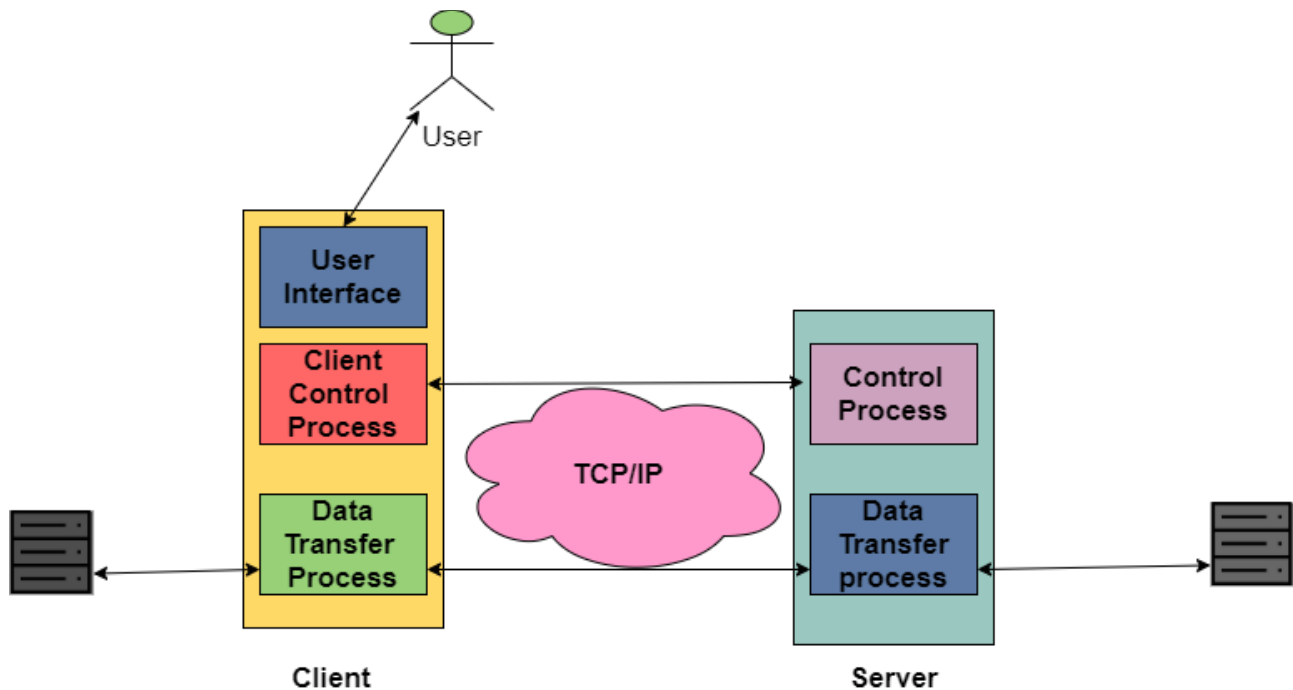 User
User
Interface
Client
Control
Process
Control
Process
TCP/IP
Data
Transfer
Process
Data
Transfer
process
Client
Server